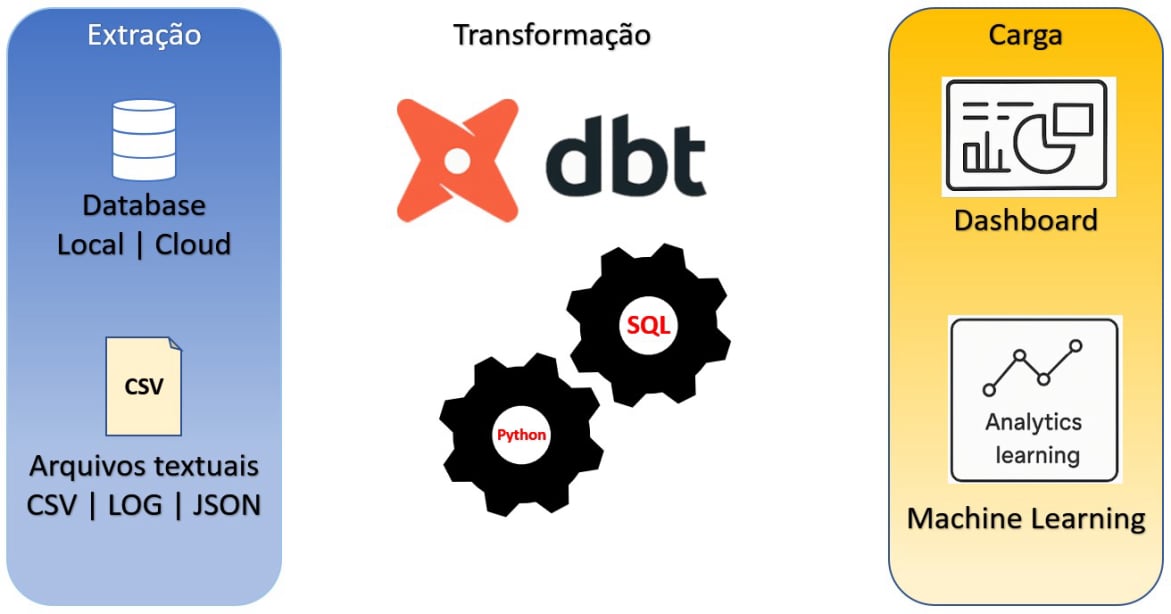 Extração
Database
Local | Cloud
CSV
Arquivos textuais
CSV | LOG | JSON
Transformação
dbt
SQL
Python
Carga
Dashboard
Analytics
learning
Machine Learning